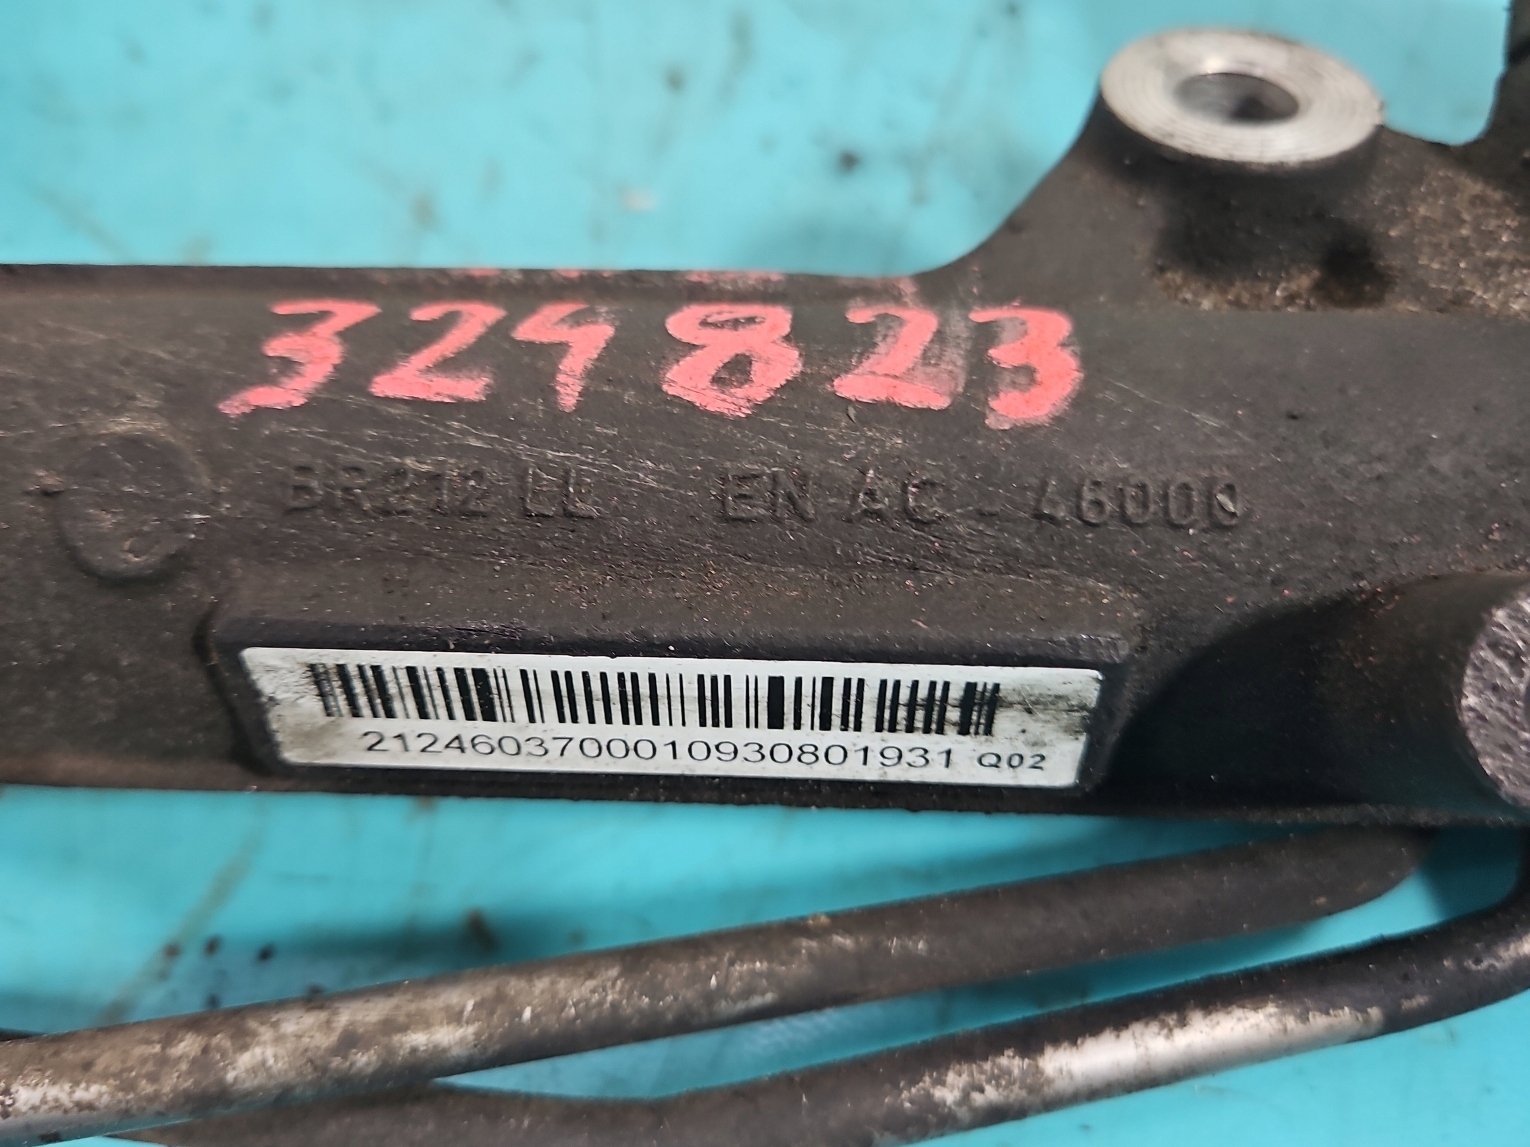 324823
BR212 LL EN AC - 46000
2124603700010930801931 Q02